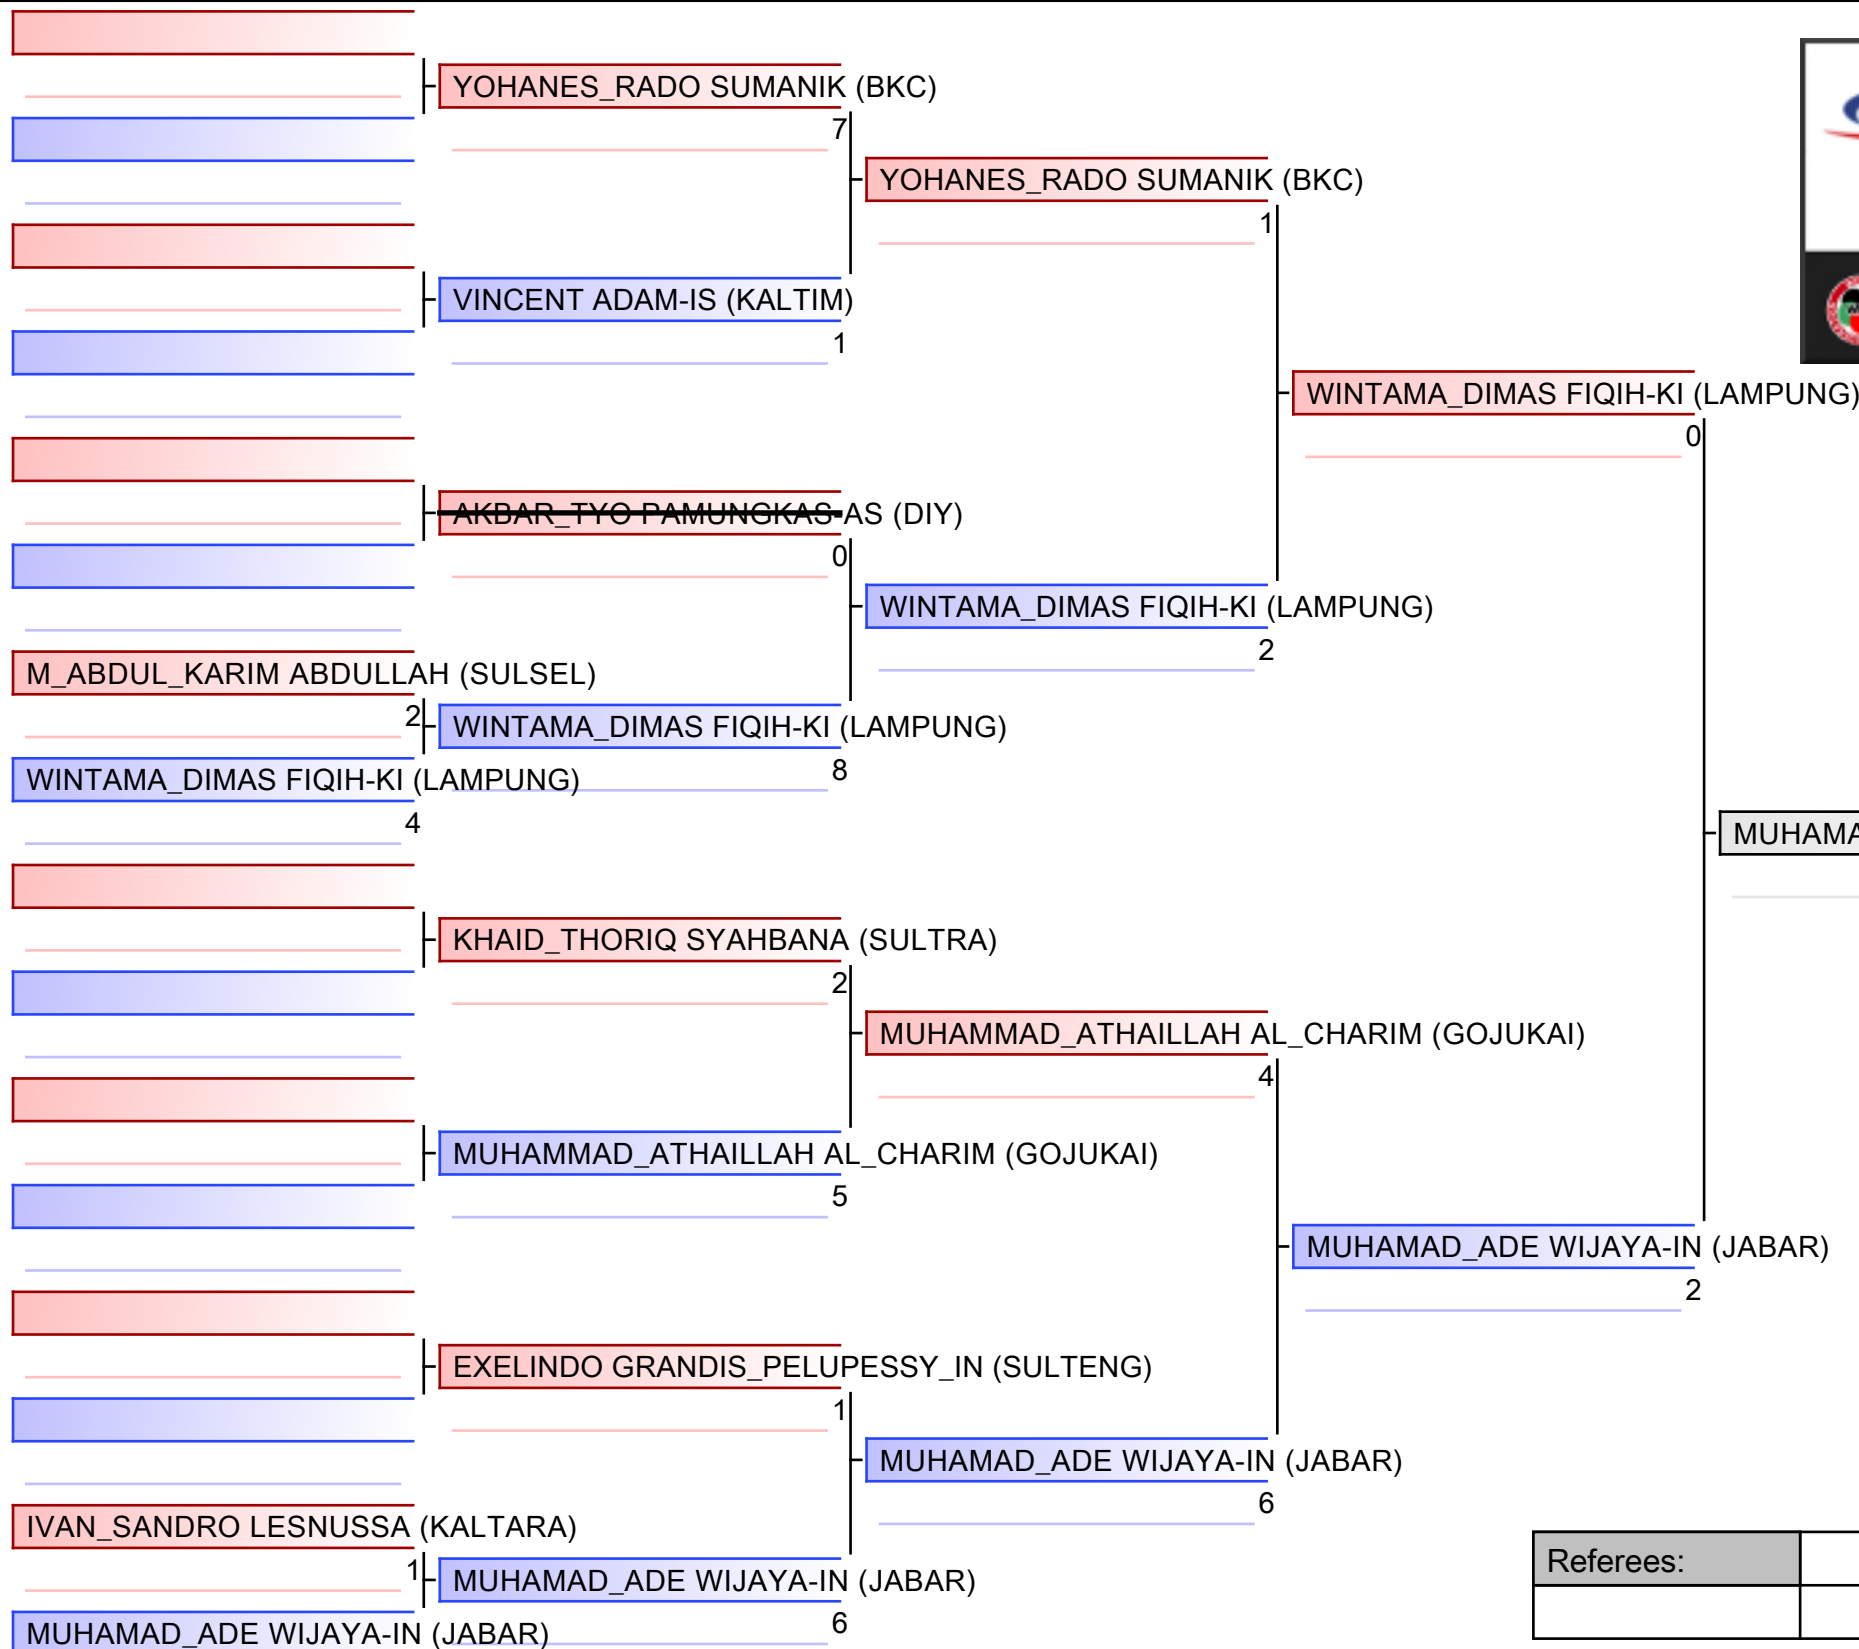 YOHANES_RADO SUMANIK (BKC)
7
YOHANES_RADO SUMANIK (BKC)
1
VINCENT ADAM-IS (KALTIM)
1
WINTAMA_DIMAS FIQIH-KI (LAMPUNG)
0
AKBAR_TYO PAMUNGKAS-AS (DIY)
0
WINTAMA_DIMAS FIQIH-KI (LAMPUNG)
2
M_ABDUL_KARIM ABDULLAH (SULSEL)
2
WINTAMA_DIMAS FIQIH-KI (LAMPUNG)
8
WINTAMA_DIMAS FIQIH-KI (LAMPUNG)
4
MUHAMA
KHAID_THORIQ SYAHBANA (SULTRA)
2
MUHAMMAD_ATHAILLAH AL_CHARIM (GOJUKAI)
4
MUHAMMAD_ATHAILLAH AL_CHARIM (GOJUKAI)
5
MUHAMAD_ADE WIJAYA-IN (JABAR)
2
EXELINDO GRANDIS_PELUPESSY_IN (SULTENG)
1
MUHAMAD_ADE WIJAYA-IN (JABAR)
6
IVAN_SANDRO LESNUSSA (KALTARA)
1
MUHAMAD_ADE WIJAYA-IN (JABAR)
6
MUHAMAD_ADE WIJAYA-IN (JABAR)
Referees: